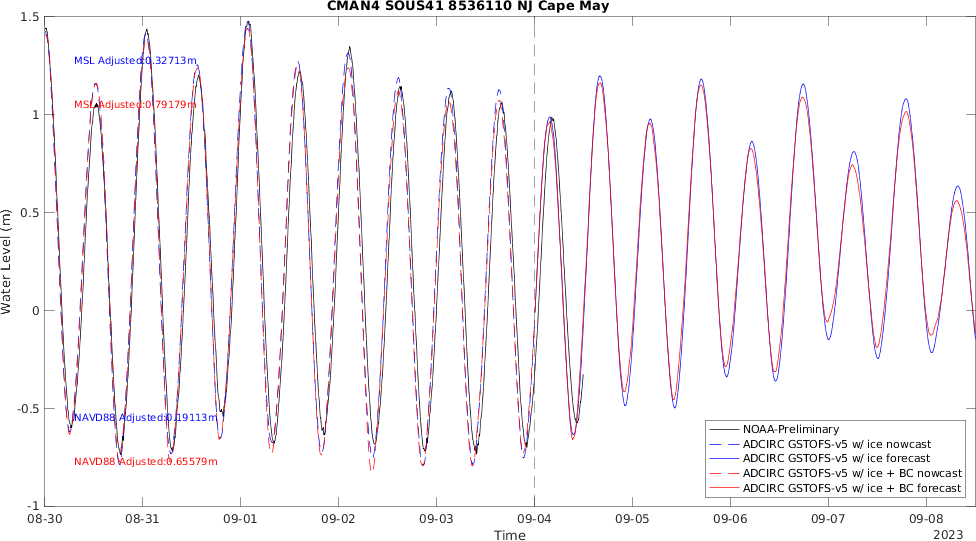 CMAN4 SOUS41 8536110 NJ Cape May
1.5
1
0.5
0
-0.5
-1
Water Level (m)
MSL Adjusted:0.32713m
MSL Adjusted:0.79179m
NAVD88 Adjusted:0.19113m
NAVD88 Adjusted:0.65579m
NOAA-Preliminary
ADCIRC GSTOFS-v5 w/ ice nowcast
ADCIRC GSTOFS-v5 w/ ice forecast
ADCIRC GSTOFS-v5 w/ ice + BC nowcast
ADCIRC GSTOFS-v5 w/ ice + BC forecast
08-30 08-31 09-01 09-02 09-03 09-04 09-05 09-06 09-07 09-08
Time
2023